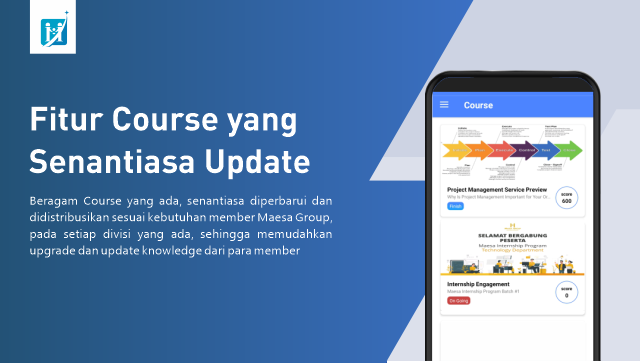 Fitur Course yang
Senantiasa Update
Beragam Course yang ada, senantiasa diperbarui dan
didistribusikan sesuai kebutuhan member Maesa Group,
pada setiap divisi yang ada, sehingga memudahkan
upgrade dan update knowledge dari para member
Course
Project Management Service Preview
Why is Project Management Important for Your Or...
Finish
score
600
SELAMAT BERGABUNG
PESERTA
Maesa Internship Program
Technology Department
Internship Engagement
Maesa Internship Program Batch #1
On Going
score
0